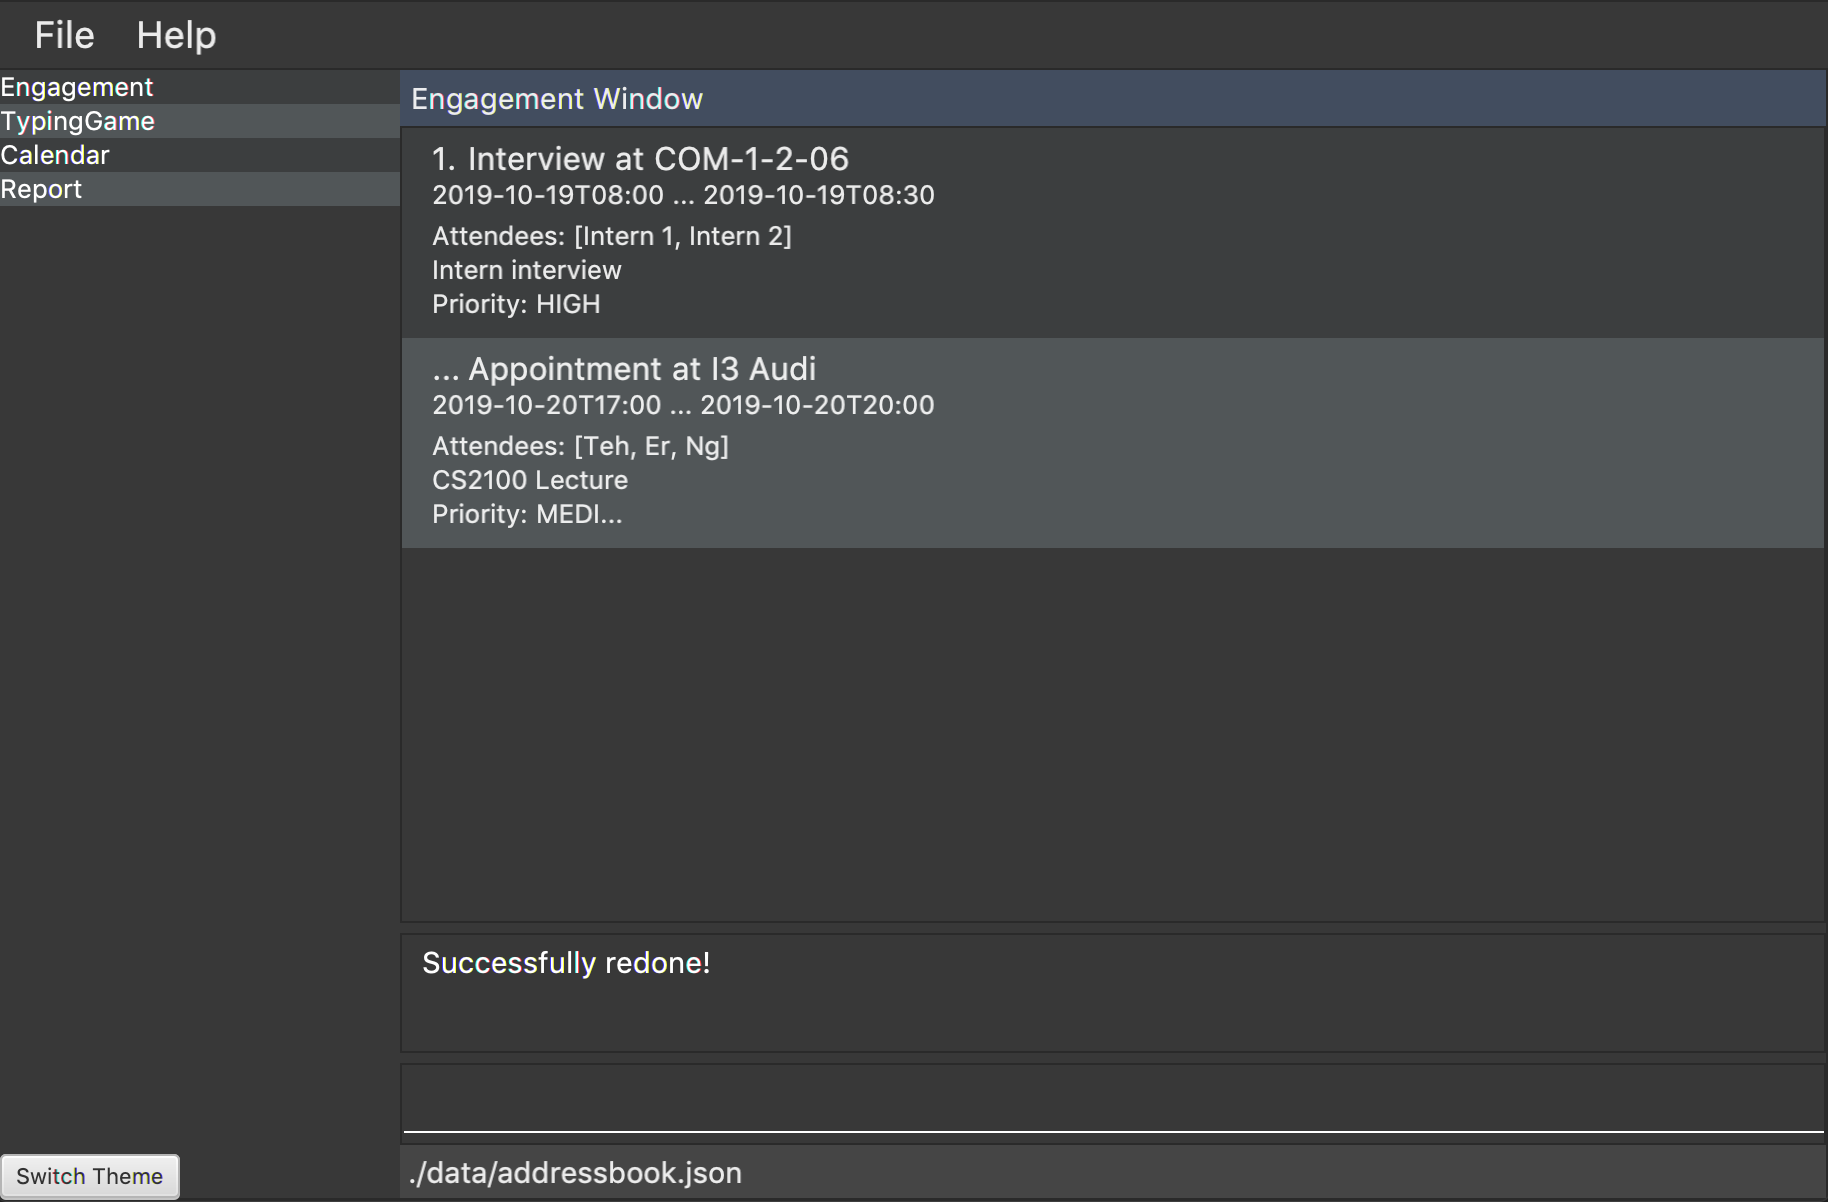 File Help
Engagement
TypingGame
Calendar
Report
Engagement Window
1. Interview at COM-1-2-06
2019-10-19T08:00 ... 2019-10-19T08:30
Attendees: [Intern 1, Intern 2]
Intern interview
Priority: HIGH
... Appointment at I3 Audi
2019-10-20T17:00 ... 2019-10-20T20:00
Attendees: [Teh, Er, Ng]
CS2100 Lecture
Priority: MEDI...
Successfully redone!
Switch Theme
./data/addressbook.json